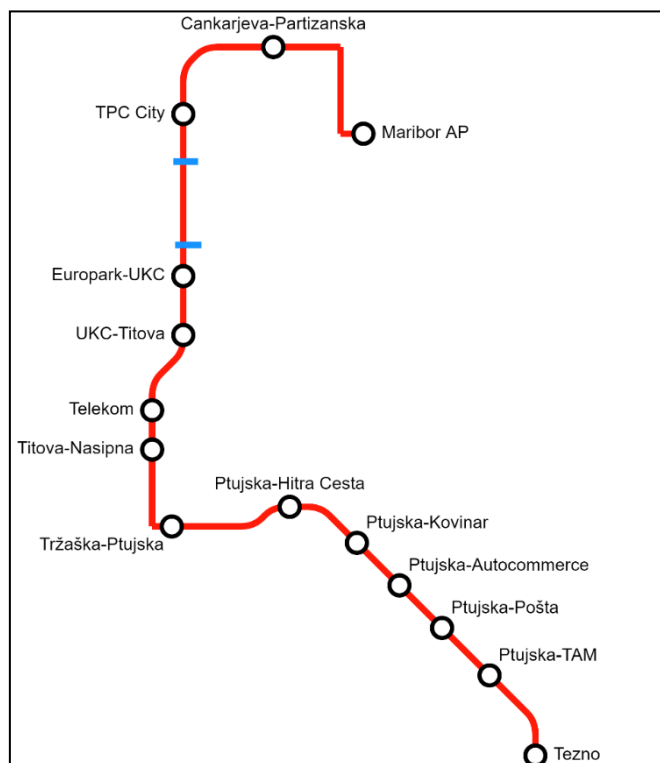 Cankarjeva-Partizanska
TPC City
Maribor AP
Europark-UKC
UKC-Titova
Telekom
Titova-Nasipna
Ptujska-Hitra Cesta
Tržaška-Ptujska
Ptujska-Kovinar
Ptujska-Autocommerce
Ptujska-Pošta
Ptujska-TAM
Tezno